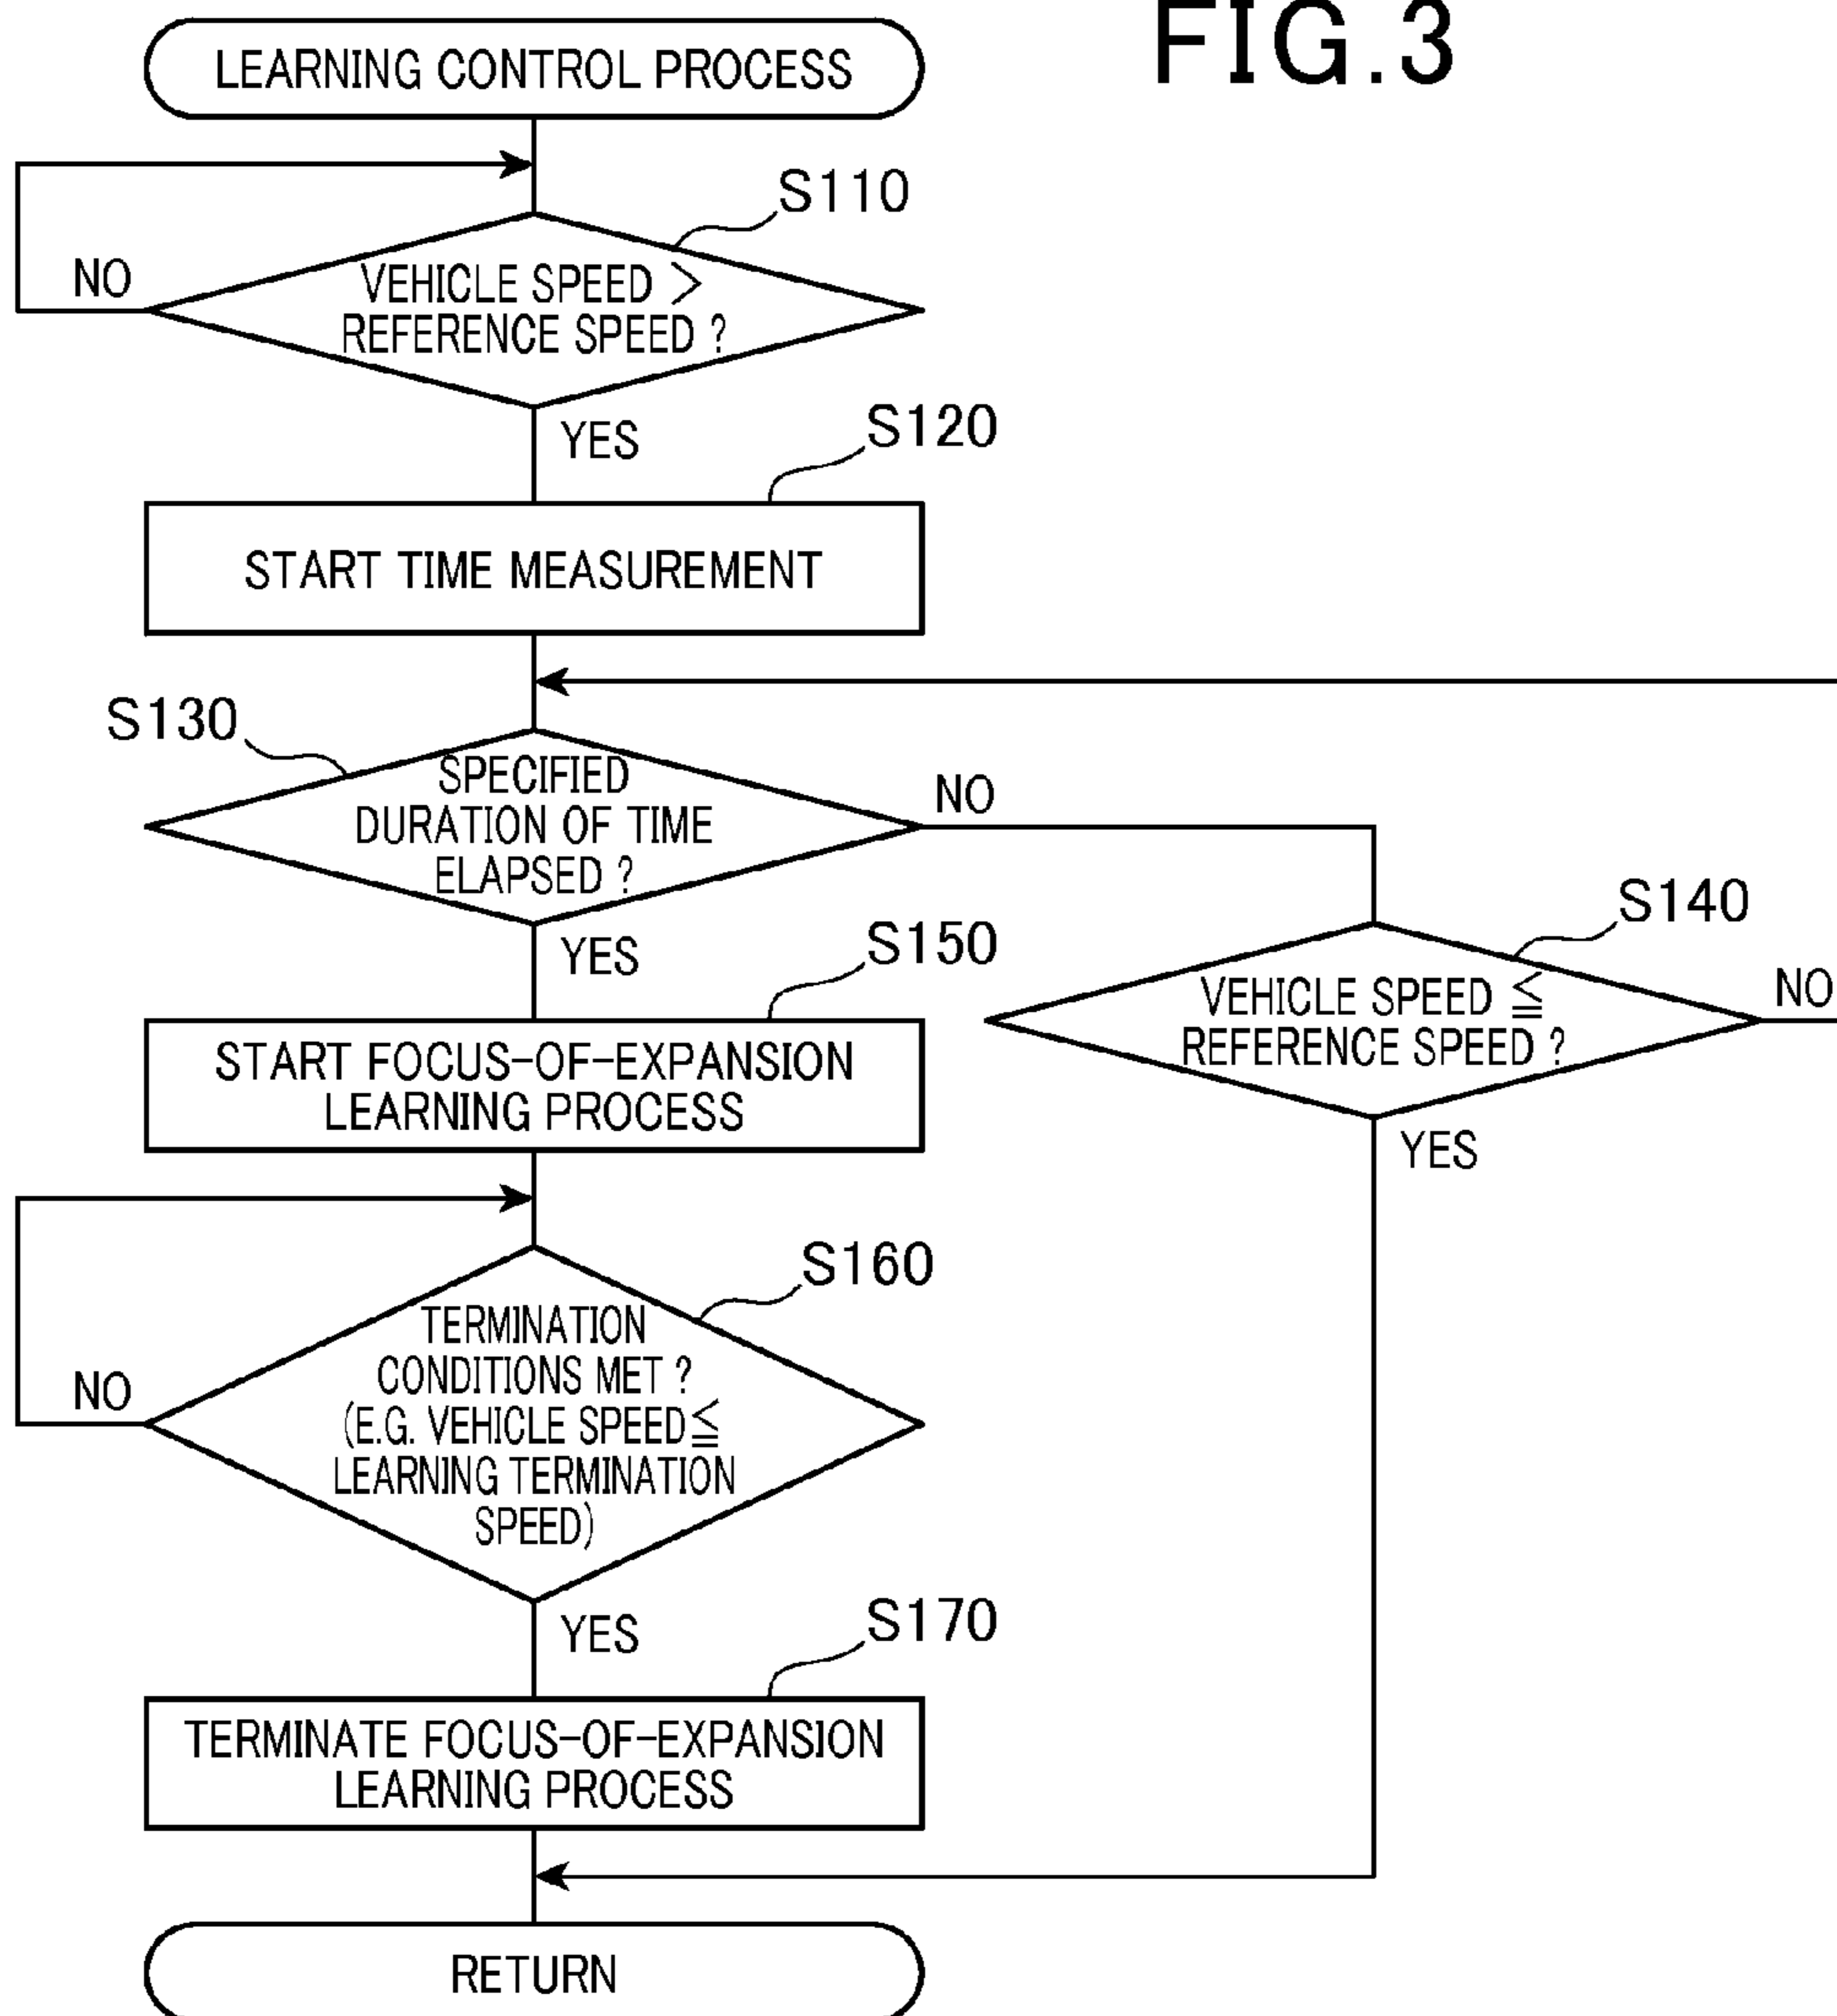 FIG.3
LEARNING CONTROL PROCESS
S110
NO
VEHICLE SPEED >
REFERENCE SPEED ?
YES
S120
START TIME MEASUREMENT
S130
SPECIFIED
DURATION OF TIME
ELAPSED ?
NO
YES
S140
VEHICLE SPEED ≦
REFERENCE SPEED ?
NO
YES
S150
START FOCUS-OF-EXPANSION
LEARNING PROCESS
S160
TERMINATION
CONDITIONS MET ?
(E.G. VEHICLE SPEED≦
LEARNING TERMINATION
SPEED)
NO
YES
S170
TERMINATE FOCUS-OF-EXPANSION
LEARNING PROCESS
RETURN